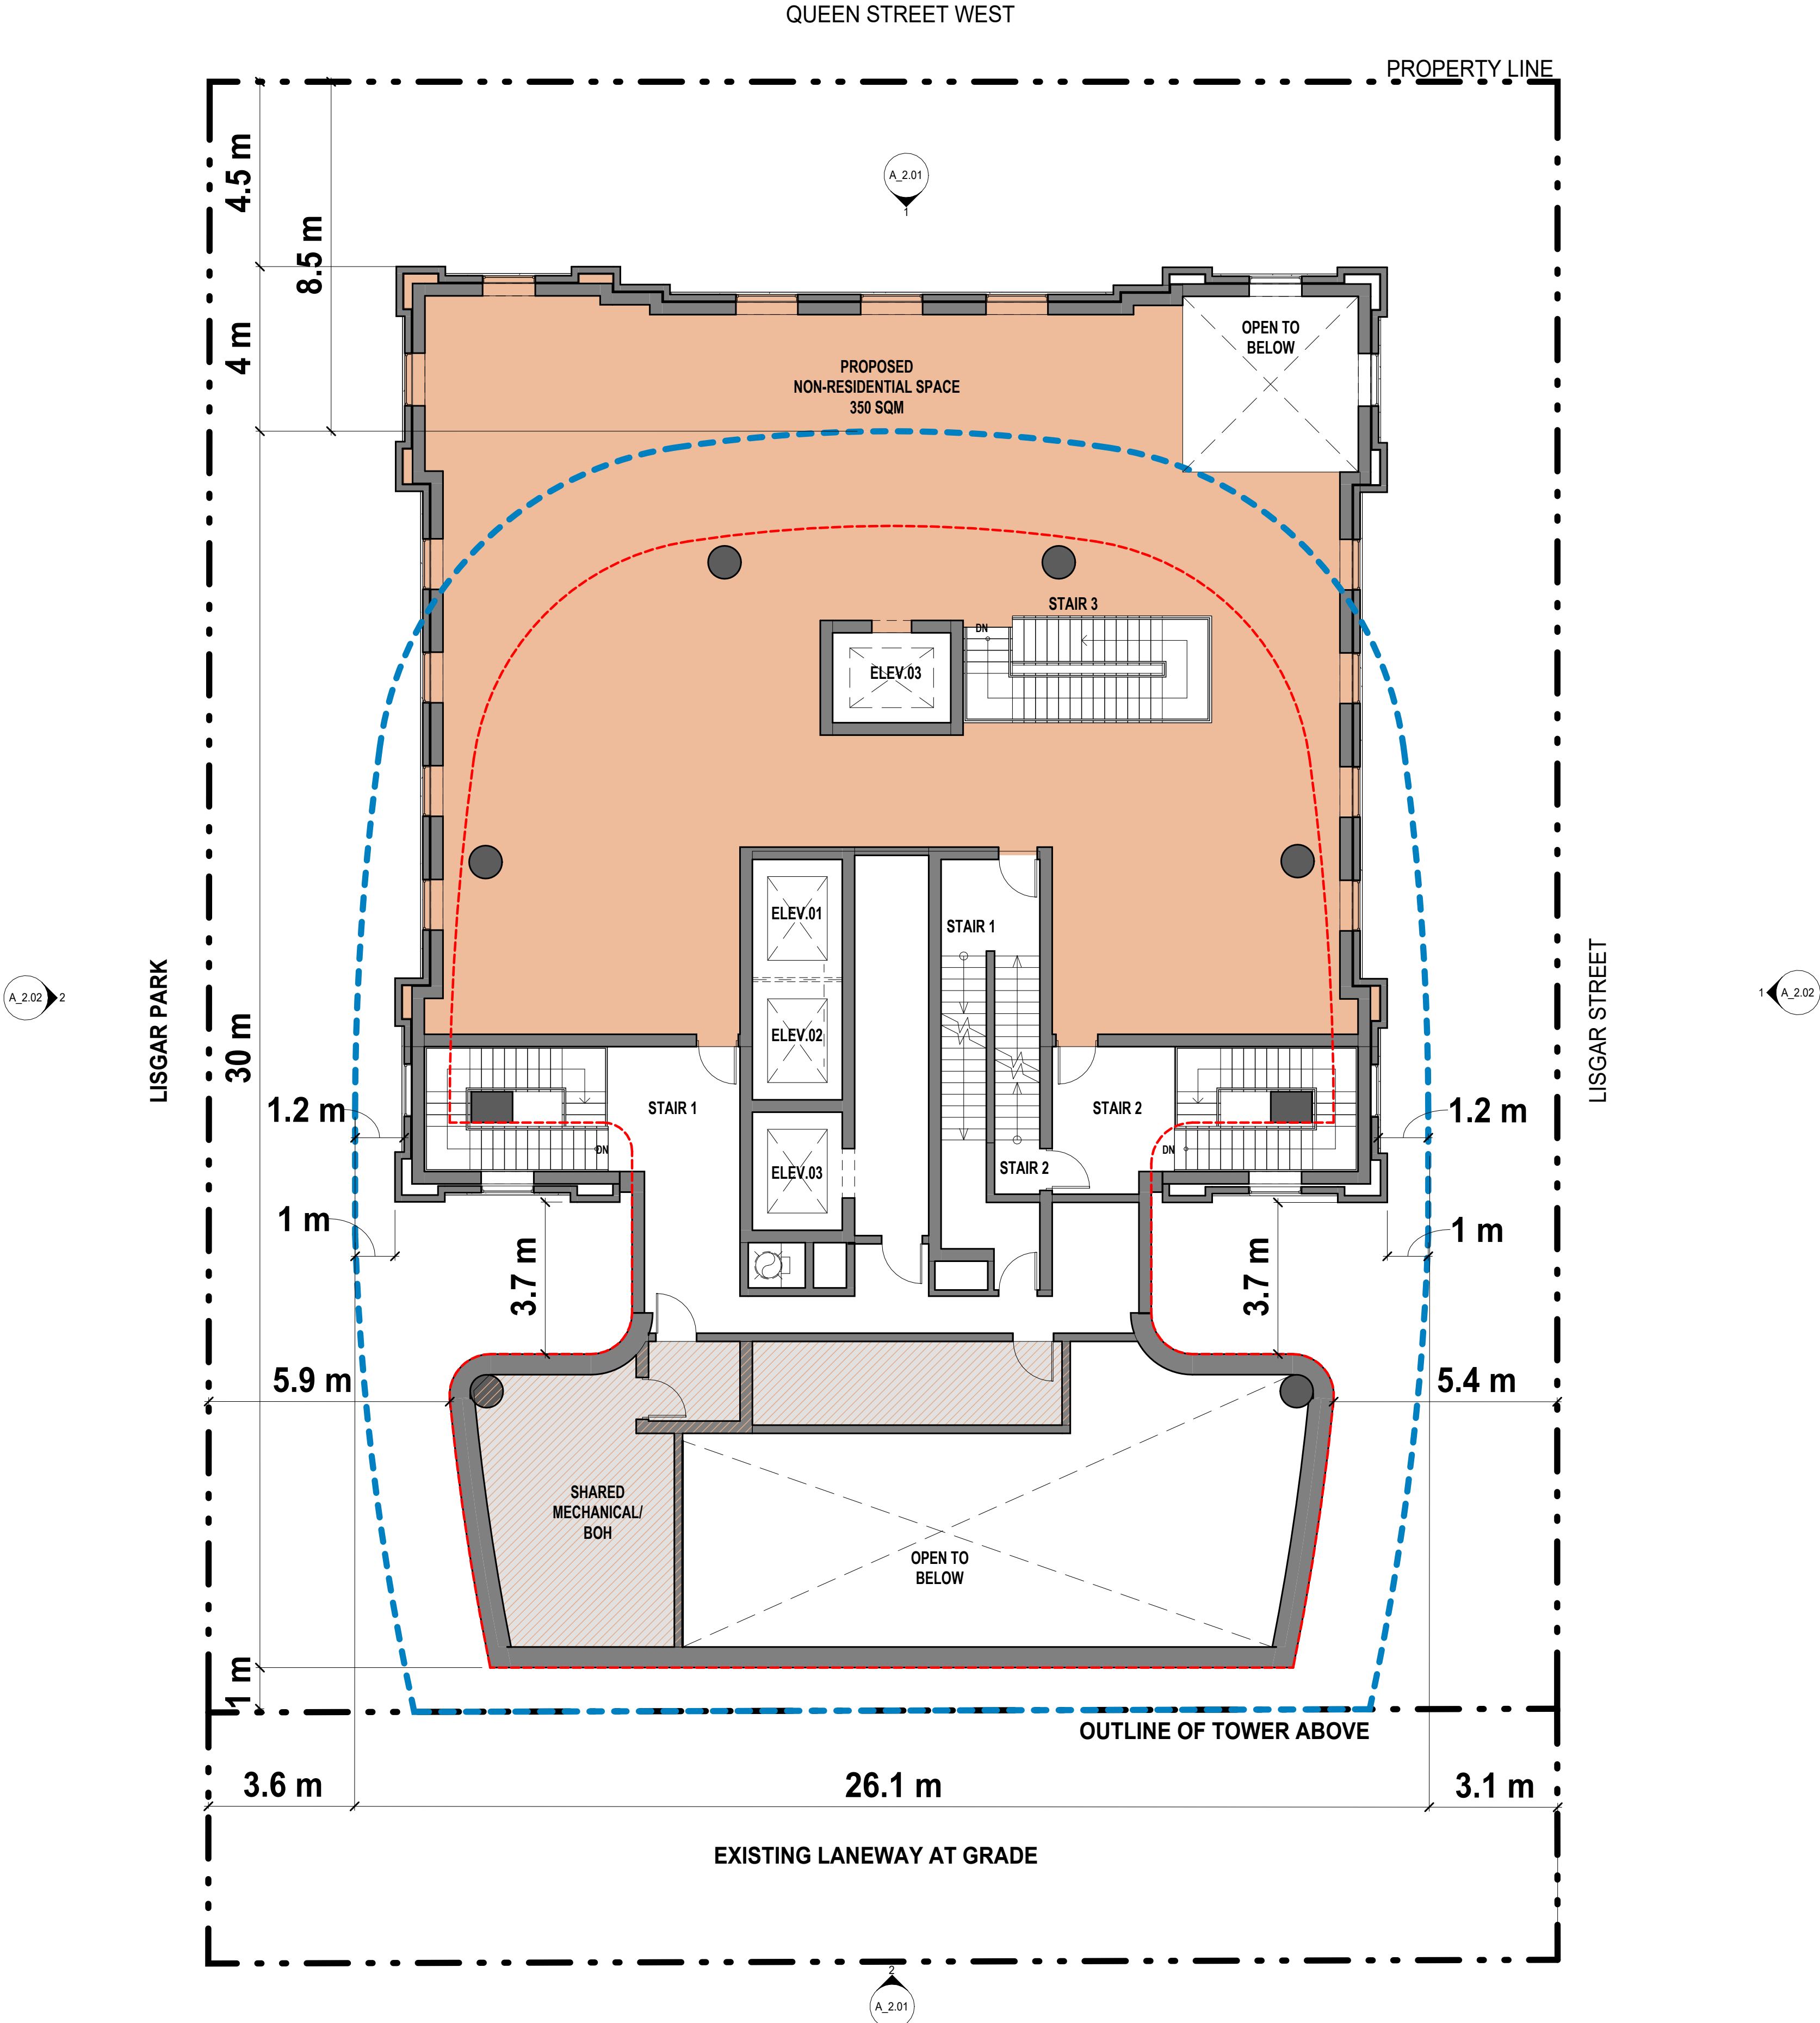 QUEEN STREET WEST
PROPERTY LINE
4.5 m
8.5 m
4 m
A_2.01
1
OPEN TO
BELOW
PROPOSED
NON-RESIDENTIAL SPACE
350 SQM
STAIR 3
DN
ELEV.03
ELEV.01
STAIR 1
ELEV.02
A_2.02
2
LISGAR PARK
30 m
1
A_2.02
LISGAR STREET
1.2 m
STAIR 1
STAIR 2
1.2 m
DN
DN
ELEV.03
STAIR 2
1 m
1 m
3.7 m
3.7 m
5.9 m
5.4 m
SHARED
MECHANICAL/
BOH
OPEN TO
BELOW
1 m
OUTLINE OF TOWER ABOVE
3.6 m
26.1 m
3.1 m
EXISTING LANEWAY AT GRADE
2
A_2.01